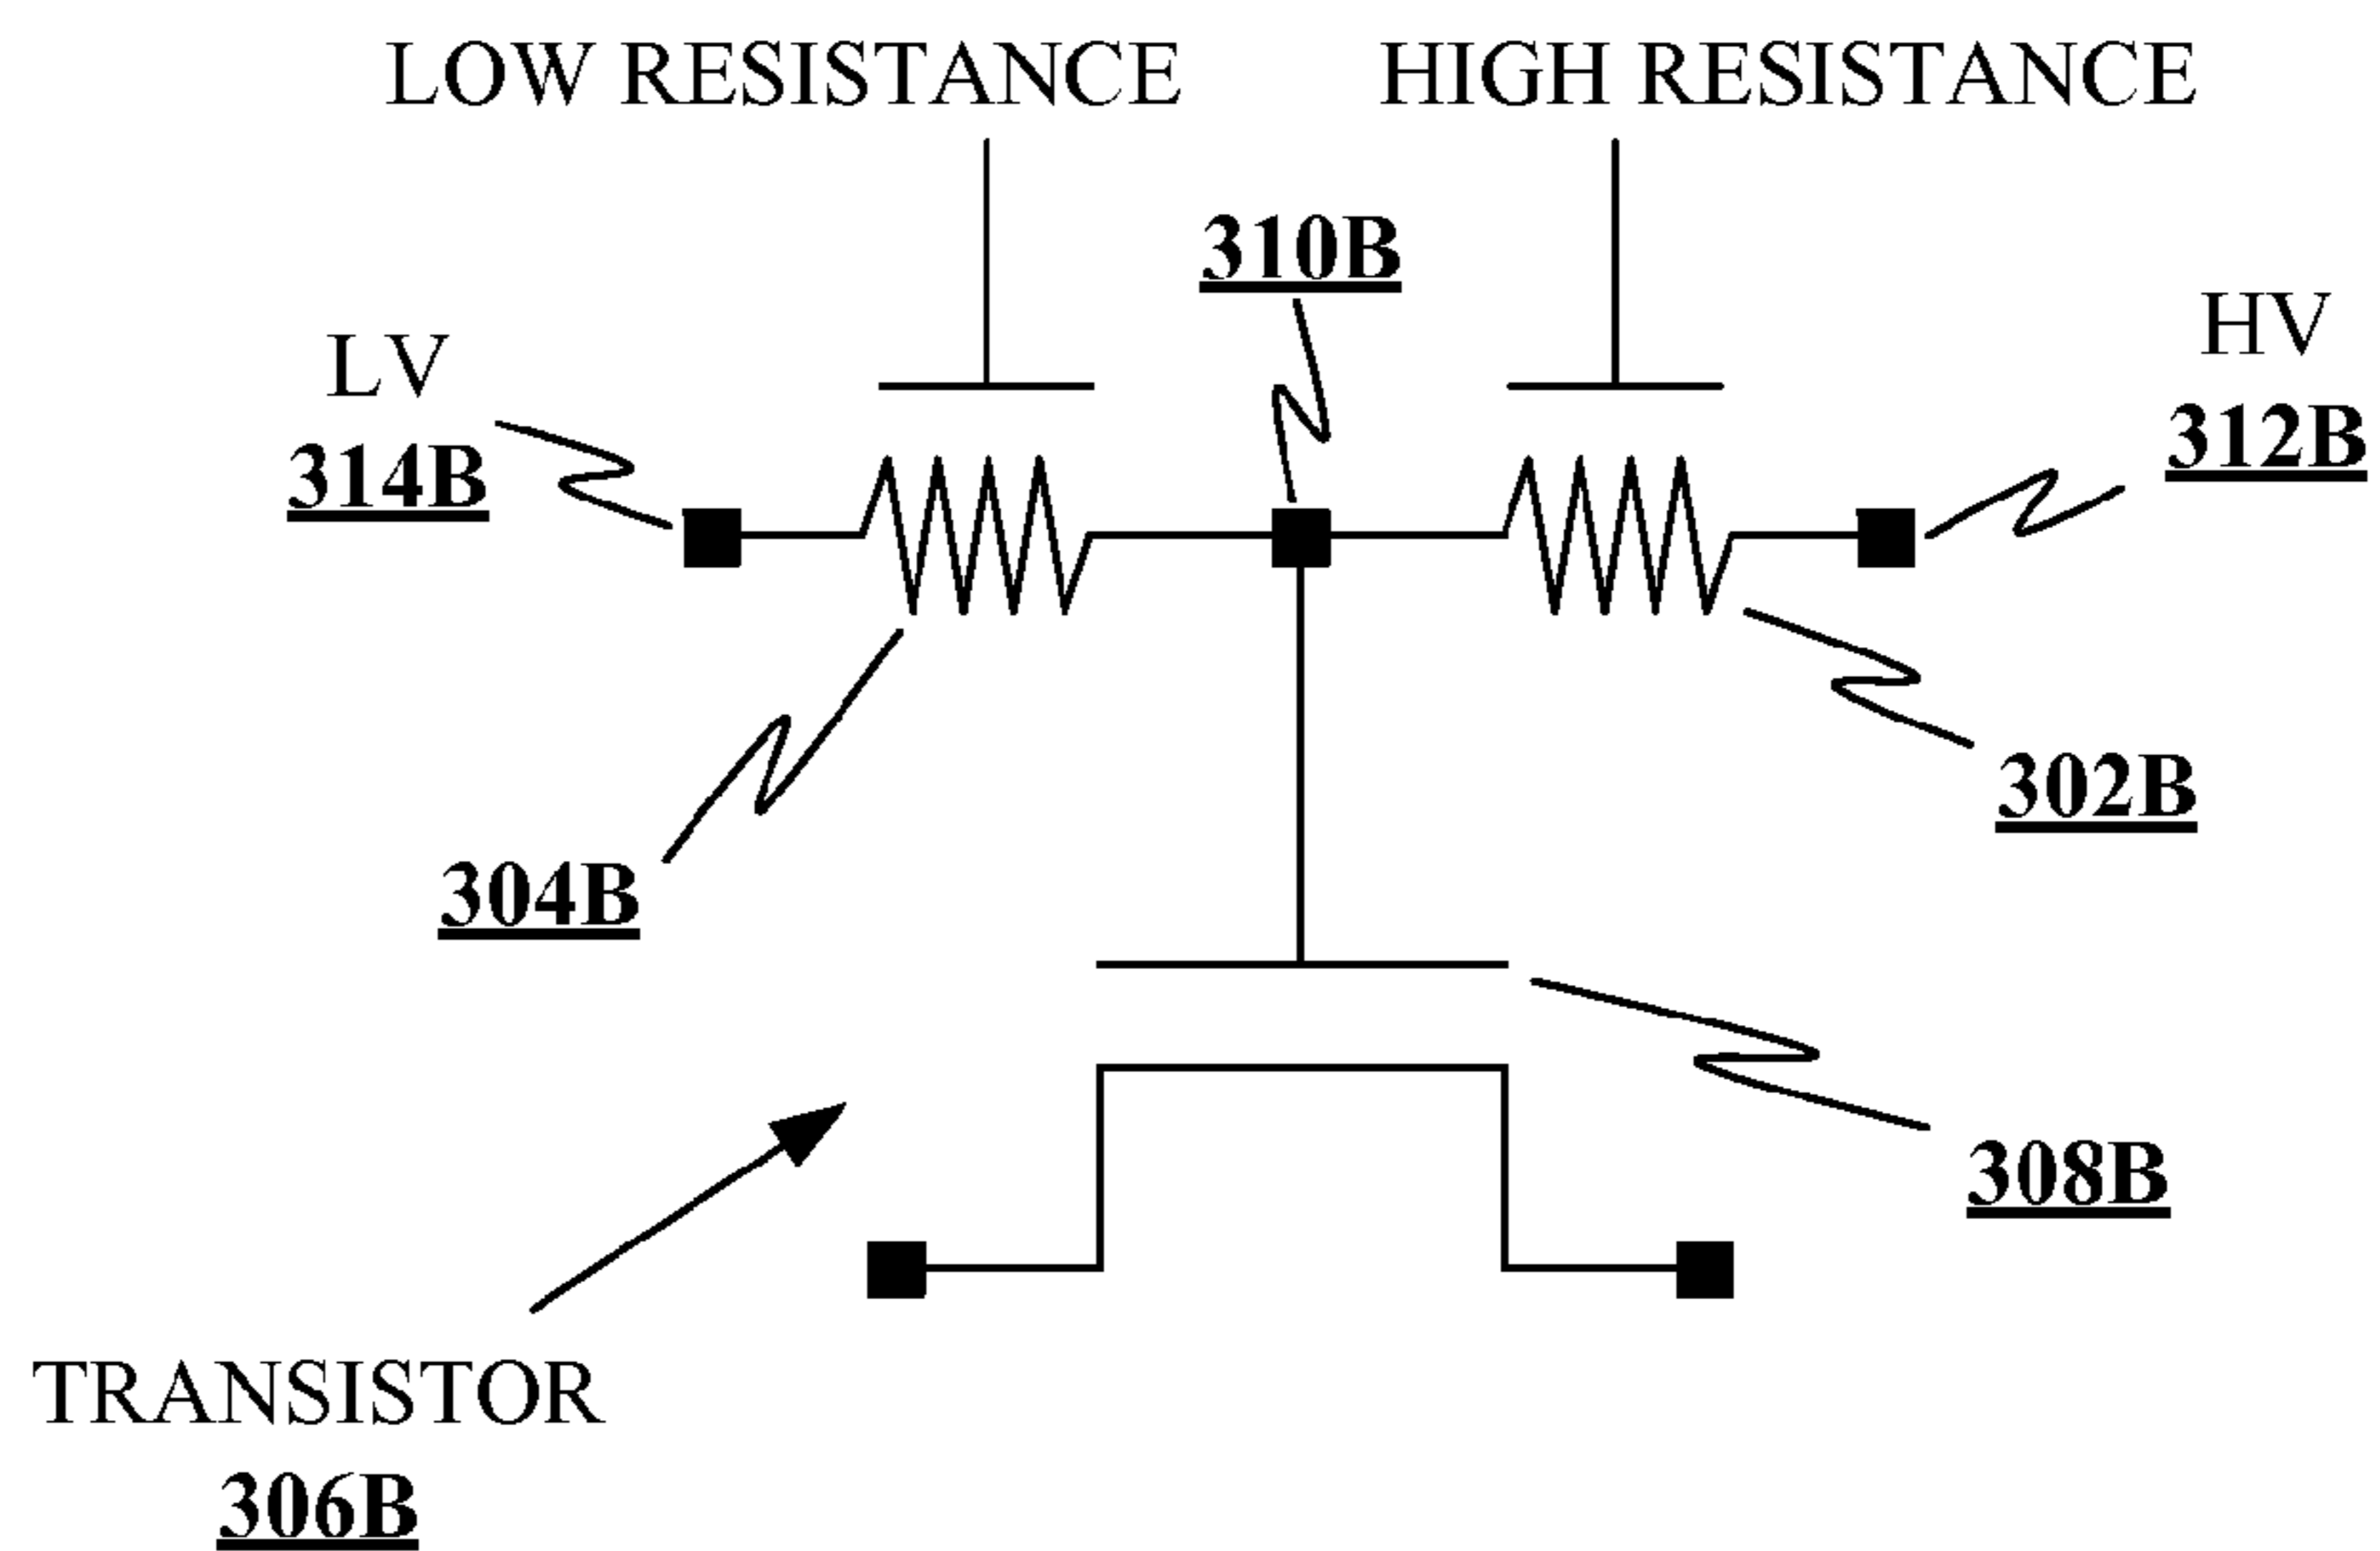 LOW RESISTANCE
HIGH RESISTANCE
310B
LV
314B
HV
312B
302B
304B
308B
TRANSISTOR
306B